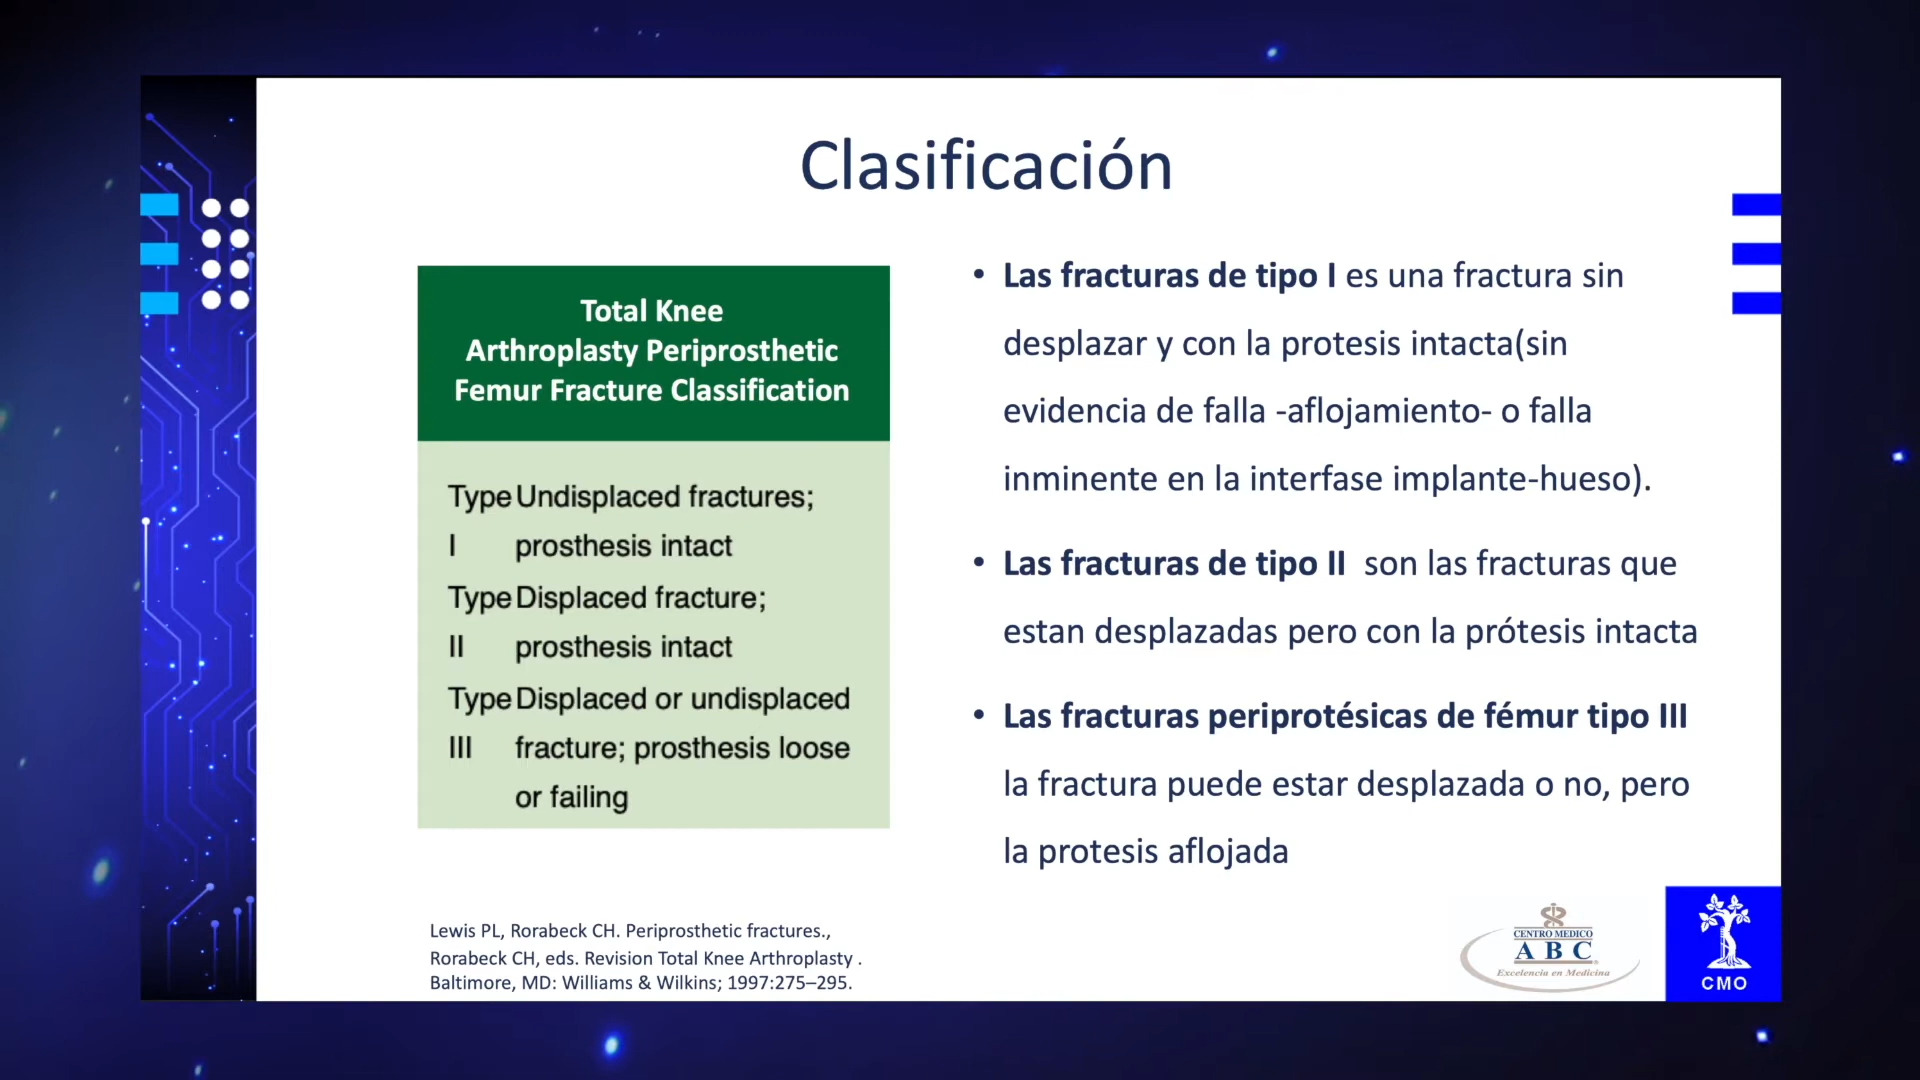 Clasificación
Total Knee
Arthroplasty Periprosthetic
Femur Fracture Classification
Type Undisplaced fractures;
I prosthesis intact
Type Displaced fracture;
II prosthesis intact
Type Displaced or undisplaced
III fracture; prosthesis loose
or failing
• Las fracturas de tipo I es una fractura sin
desplazar y con la protesis intacta(sin
evidencia de falla -aflojamiento- o falla
inminente en la interfase implante-hueso).
• Las fracturas de tipo II son las fracturas que
estan desplazadas pero con la prótesis intacta
• Las fracturas periprotésicas de fémur tipo III
la fractura puede estar desplazada o no, pero
la protesis aflojada
Lewis PL, Rorabeck CH. Periprosthetic fractures.,
Rorabeck CH, eds. Revision Total Knee Arthroplasty .
Baltimore, MD: Williams & Wilkins; 1997:275–295.
CENTRO MEDICO
ABC
Excelencia en Medicina
CMO